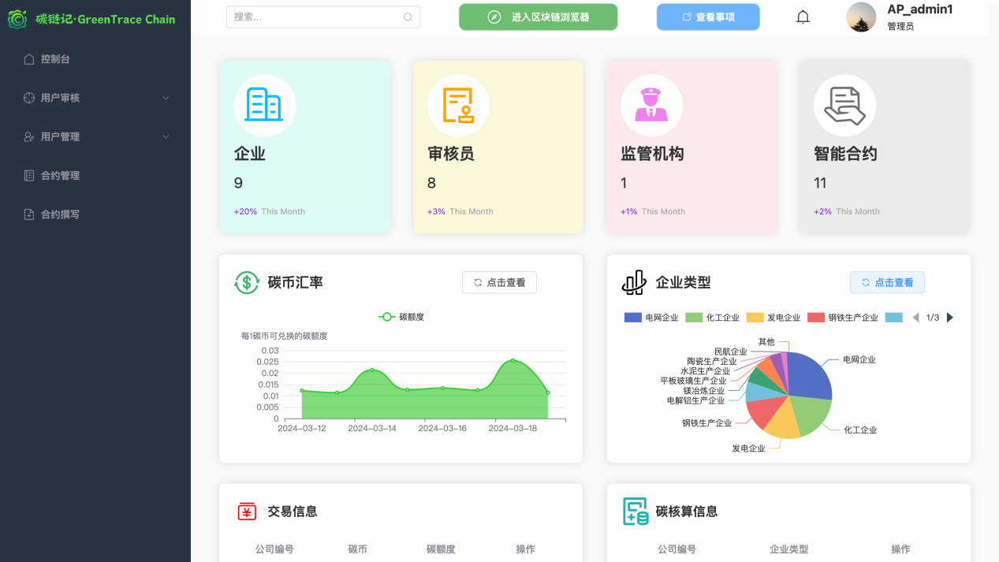 碳链记·GreenTrace Chain
控制台
用户审核
用户管理
合约管理
合约撰写
搜索...
进入区块链浏览器
查看事项
AP_admin1
管理员
企业
9
+20% This Month
审核员
8
+3% This Month
监管机构
1
+1% This Month
智能合约
11
+2% This Month
碳币汇率
点击查看
碳额度
每1碳币可兑换的碳额度
0.03
0.025
0.02
0.015
0.01
0.005
0
2024-03-12 2024-03-14 2024-03-16 2024-03-18
企业类型
点击查看
电网企业 化工企业 发电企业 钢铁生产企业 1/3
其他
民航企业
陶瓷生产企业
水泥生产企业
平板玻璃生产企业
镁冶炼企业
电解铝生产企业
钢铁生产企业
发电企业
电网企业
化工企业
交易信息
公司编号 碳币 碳额度 操作
碳核算信息
公司编号 企业类型 操作